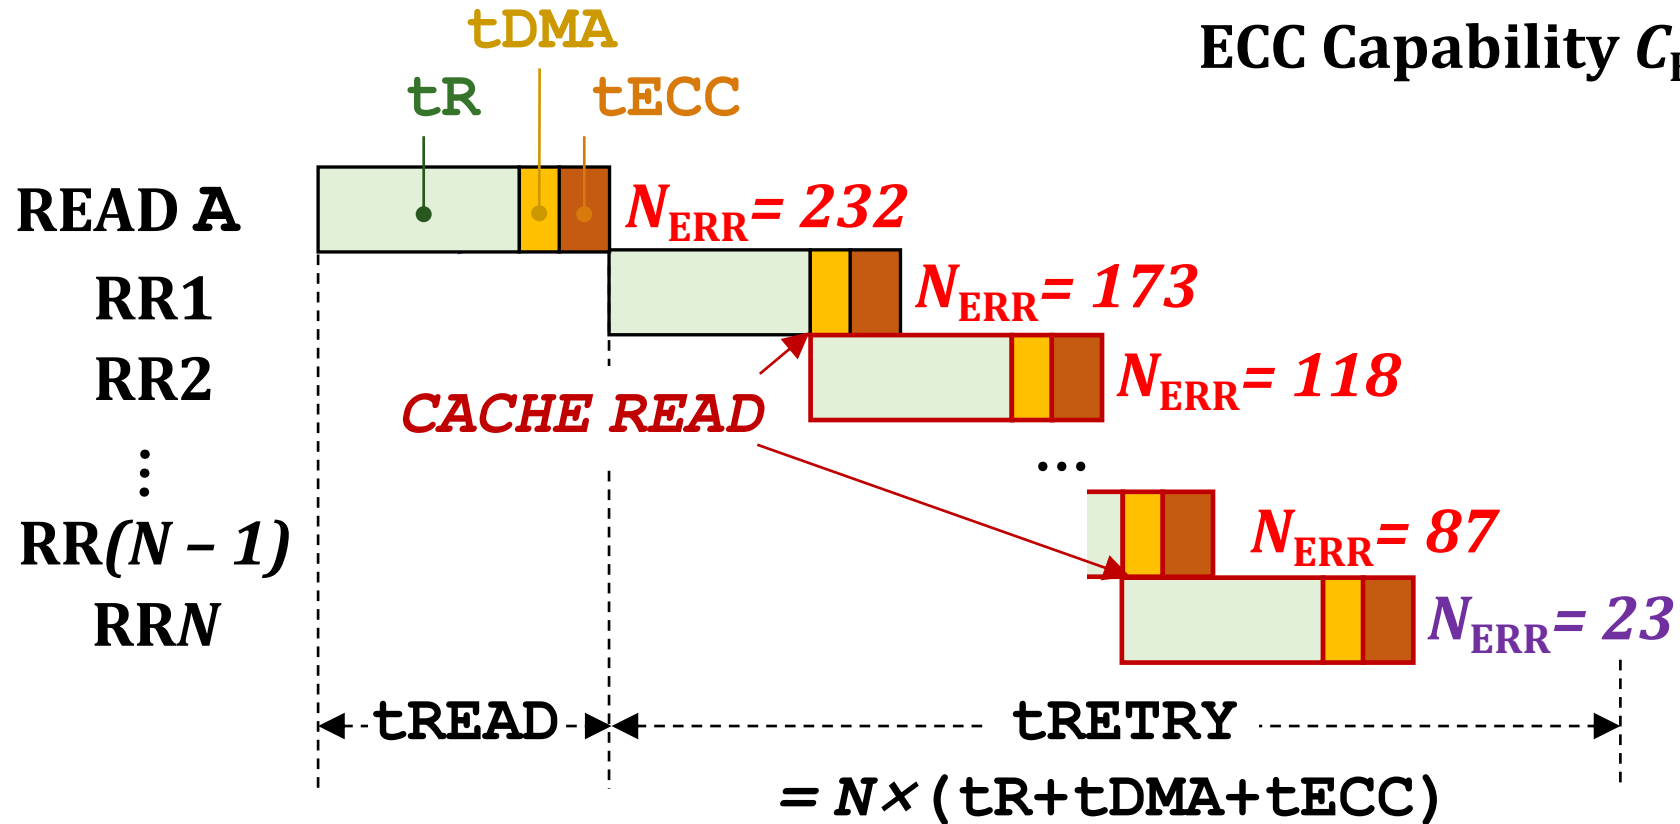 tDMA
ECC Capability C
tR
tECC
READ A
N_ERR = 232
RR1
N_ERR = 173
RR2
N_ERR = 118
CACHE READ
⋮
...
RR(N – 1)
N_ERR = 87
RRN
N_ERR = 23
tREAD
tRETRY
= N×(tR+tDMA+tECC)